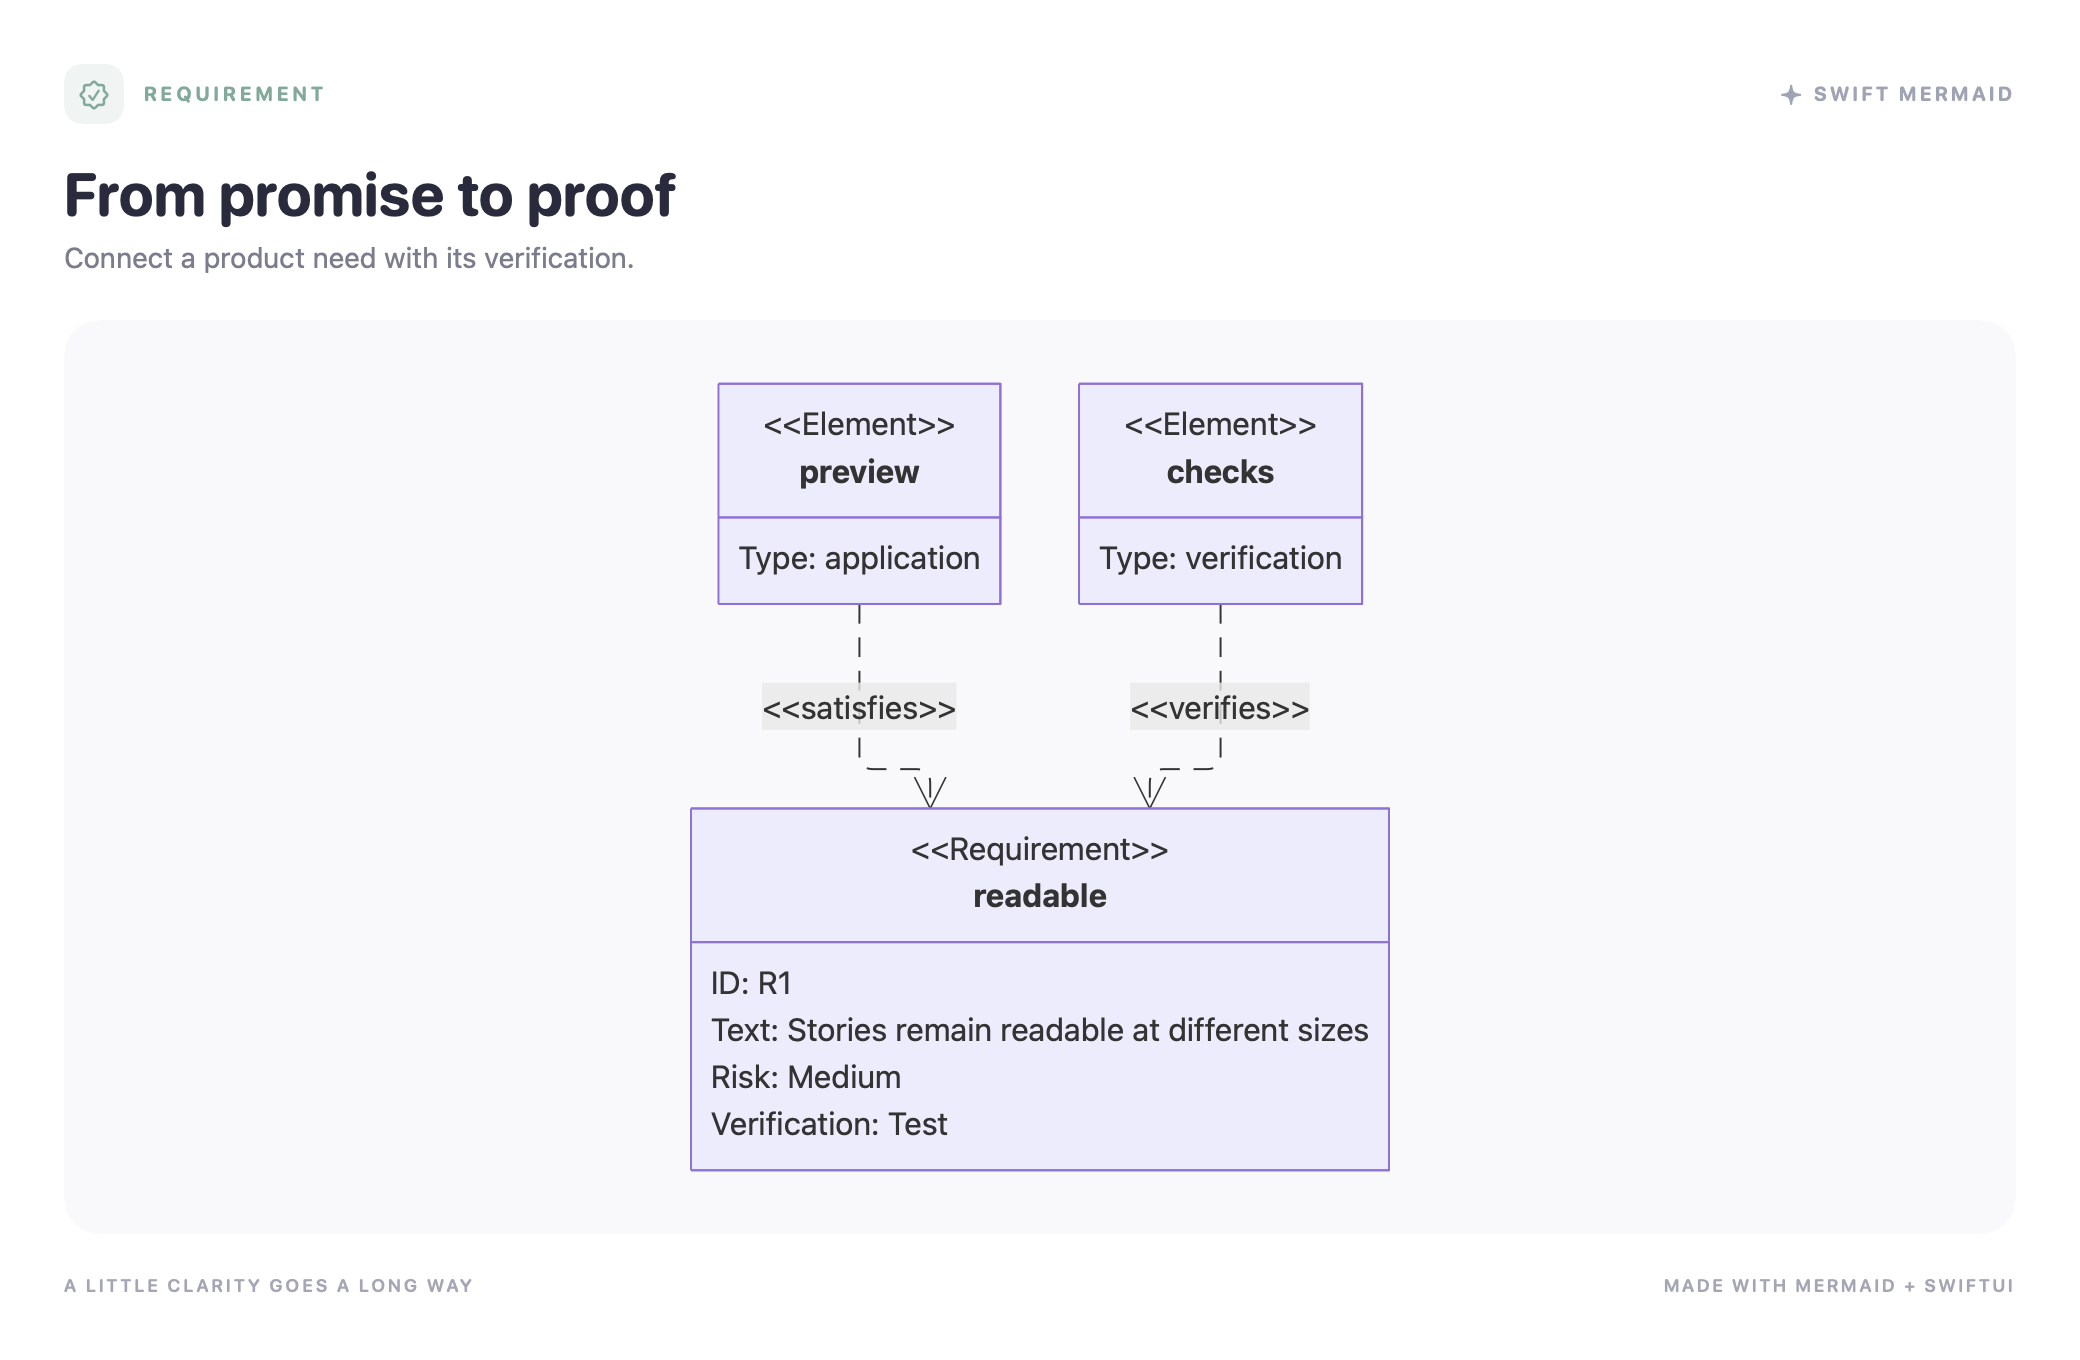 REQUIREMENT
SWIFT MERMAID
From promise to proof
Connect a product need with its verification.
<<Element>>
preview
Type: application
<<Element>>
checks
Type: verification
<<satisfies>>
<<verifies>>
<<Requirement>>
readable
ID: R1
Text: Stories remain readable at different sizes
Risk: Medium
Verification: Test
A LITTLE CLARITY GOES A LONG WAY
MADE WITH MERMAID + SWIFTUI